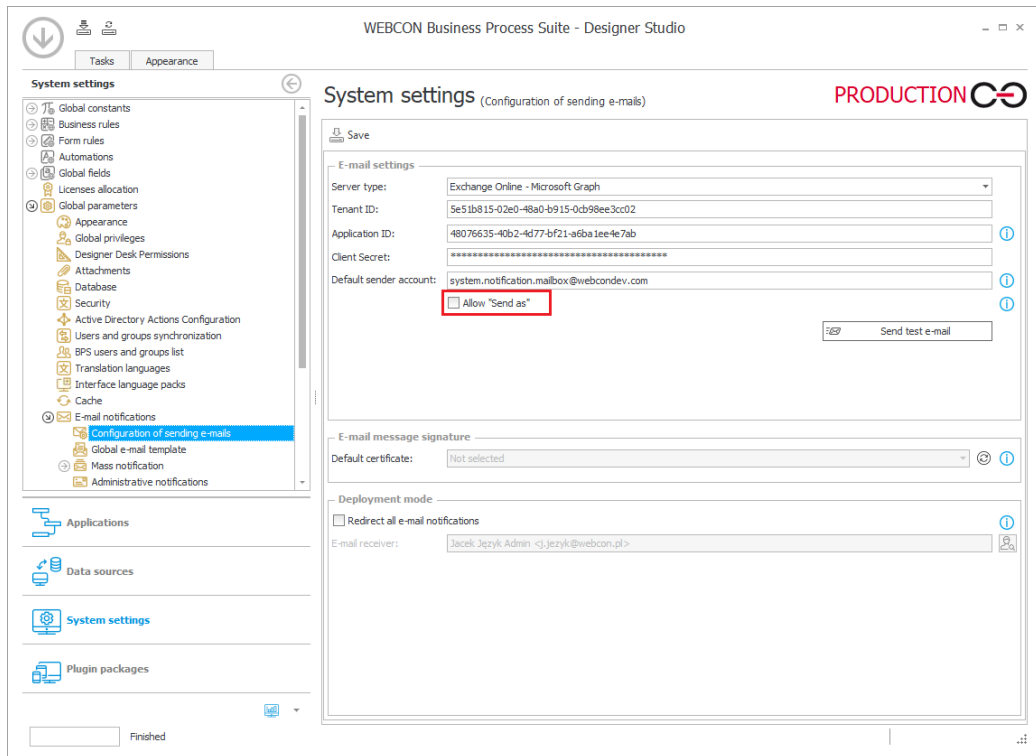 WEBCON Business Process Suite - Designer Studio
Tasks
Appearance
System settings
Global constants
Business rules
Form rules
Automations
Global fields
Licenses allocation
Global parameters
Appearance
Global privileges
Designer Desk Permissions
Attachments
Database
Security
Active Directory Actions Configuration
Users and groups synchronization
BPS users and groups list
Translation languages
Interface language packs
Cache
E-mail notifications
Configuration of sending e-mails
Global e-mail template
Mass notification
Administrative notifications
Applications
Data sources
System settings
Plugin packages
Finished
System settings (Configuration of sending e-mails)
PRODUCTION
Save
E-mail settings
Server type: Exchange Online - Microsoft Graph
Tenant ID: 5e51b815-02e0-48a0-b915-0cb98ee3cc02
Application ID: 48076635-40b2-4d77-bf21-a6ba1ee4e7ab
Client Secret: ****************************************
Default sender account: system.notification.mailbox@webcondev.com
Allow "Send as"
Send test e-mail
E-mail message signature
Default certificate: Not selected
Deployment mode
Redirect all e-mail notifications
E-mail receiver: Jacek Język Admin <j.jezyk@webcon.pl>